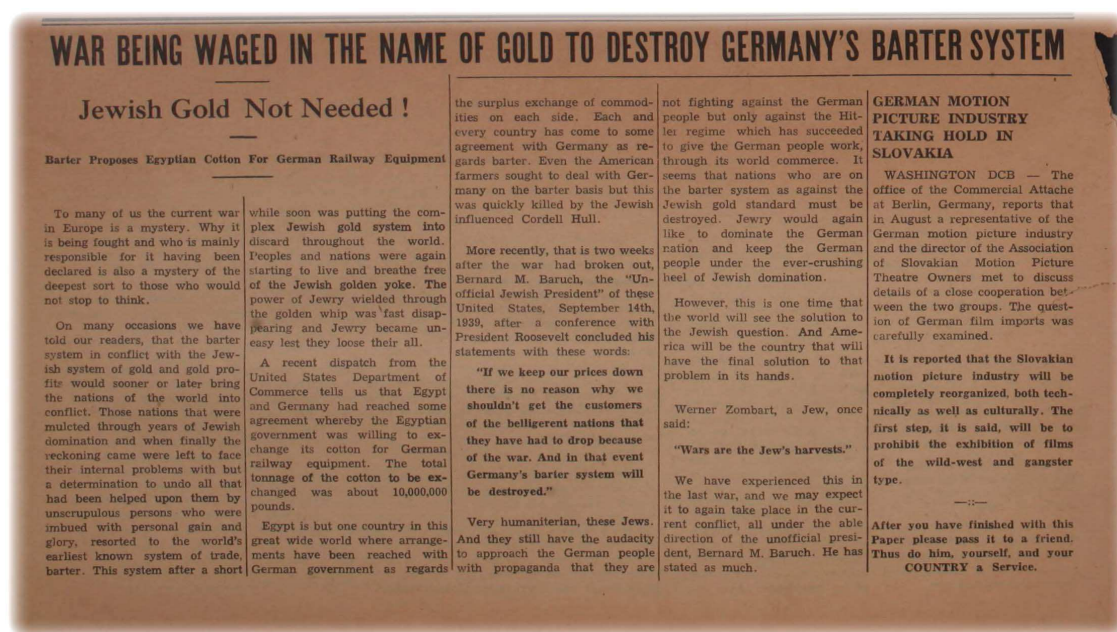 WAR BEING WAGED IN THE NAME OF GOLD TO DESTROY GERMANY'S BARTER SYSTEM
Jewish Gold Not Needed !
Barter Proposes Egyptian Cotton For German Railway Equipment
To many of us the current war
in Europe is a mystery. Why it
is being fought and who is mainly
responsible for it having been
declared is also a mystery of the
deepest sort to those who would
not stop to think.
On many occasions we have
told our readers, that the barter
system in conflict with the Jew-
ish system of gold and gold pro-
fits would sooner or later bring
the nations of the world into
conflict. Those nations that were
mulcted through years of Jewish
domination and when finally the
reckoning came were left to face
their internal problems with but
a determination to undo all that
had been helped upon them by
unscrupulous persons who were
imbued with personal gain and
glory, resorted to the world's
earliest known system of trade,
barter. This system after a short
while soon was putting the com-
plex Jewish gold system into
discard throughout the world.
Peoples and nations were again
starting to live and breathe free
of the Jewish golden yoke. The
power of Jewry wielded through
the golden whip was fast disap-
pearing and Jewry became un-
easy lest they loose their all.
A recent dispatch from the
United States Department of
Commerce tells us that Egypt
and Germany had reached some
agreement whereby the Egyptian
government was willing to ex-
change its cotton for German
railway equipment. The total
tonnage of the cotton to be ex-
changed was about 10,000,000
pounds.
Egypt is but one country in this
great wide world where arrange-
ments have been reached with
German government as regards
the surplus exchange of commod-
ities on each side. Each and
every country has come to some
agreement with Germany as re-
gards barter. Even the American
farmers sought to deal with Ger-
many on the barter basis but this
was quickly killed by the Jewish
influenced Cordell Hull.
More recently, that is two weeks
after the war had broken out,
Bernard M. Baruch, the "Un-
official Jewish President" of these
United States, September 14th,
1939, after a conference with
President Roosevelt concluded his
statements with these words:
"If we keep our prices down
there is no reason why we
shouldn't get the customers
of the belligerent nations that
they have had to drop because
of the war. And in that event
Germany's barter system will
be destroyed."
Very humaniterian, these Jews.
And they still have the audacity
to approach the German people
with propaganda that they are
not fighting against the German
people but only against the Hit-
ler regime which has succeeded
to give the German people work,
through its world commerce. It
seems that nations who are on
the barter system as against the
Jewish gold standard must be
destroyed. Jewry would again
like to dominate the German
nation and keep the German
people under the ever-crushing
heel of Jewish domination.
However, this is one time that
the world will see the solution to
the Jewish question. And Ame-
rica will be the country that will
have the final solution to that
problem in its hands.
Werner Zombart, a Jew, once
said:
"Wars are the Jew's harvests."
We have experienced this in
the last war, and we may expect
it to again take place in the cur-
rent conflict, all under the able
direction of the unofficial presi-
dent, Bernard M. Baruch. He has
stated as much.
GERMAN MOTION
PICTURE INDUSTRY
TAKING HOLD IN
SLOVAKIA
WASHINGTON DCB — The
office of the Commercial Attache
at Berlin, Germany, reports that
in August a representative of the
German motion picture industry
and the director of the Association
of Slovakian Motion Picture
Theatre Owners met to discuss
details of a close cooperation bet-
ween the two groups. The quest-
ion of German film imports was
carefully examined.
It is reported that the Slovakian
motion picture industry will be
completely reorganized, both tech-
nically as well as culturally. The
first step, it is said, will be to
prohibit the exhibition of films
of the wild-west and gangster
type.
—::—
After you have finished with this
Paper please pass it to a friend.
Thus do him, yourself, and your
COUNTRY a Service.